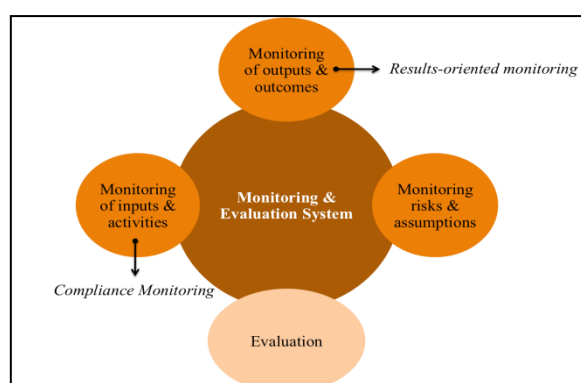 Monitoring
of outputs &
outcomes
Results-oriented monitoring
Monitoring
of inputs &
activities
Monitoring &
Evaluation System
Monitoring
risks &
assumptions
Compliance Monitoring
Evaluation